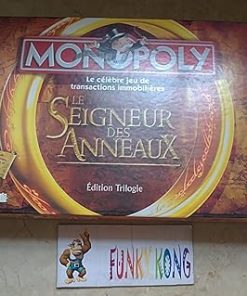 MONOPOLY
Le célèbre jeu de
transactions immobilières
LE
SEIGNEUR
DES
ANNEAUX
Édition Trilogie
FUNKY KONG